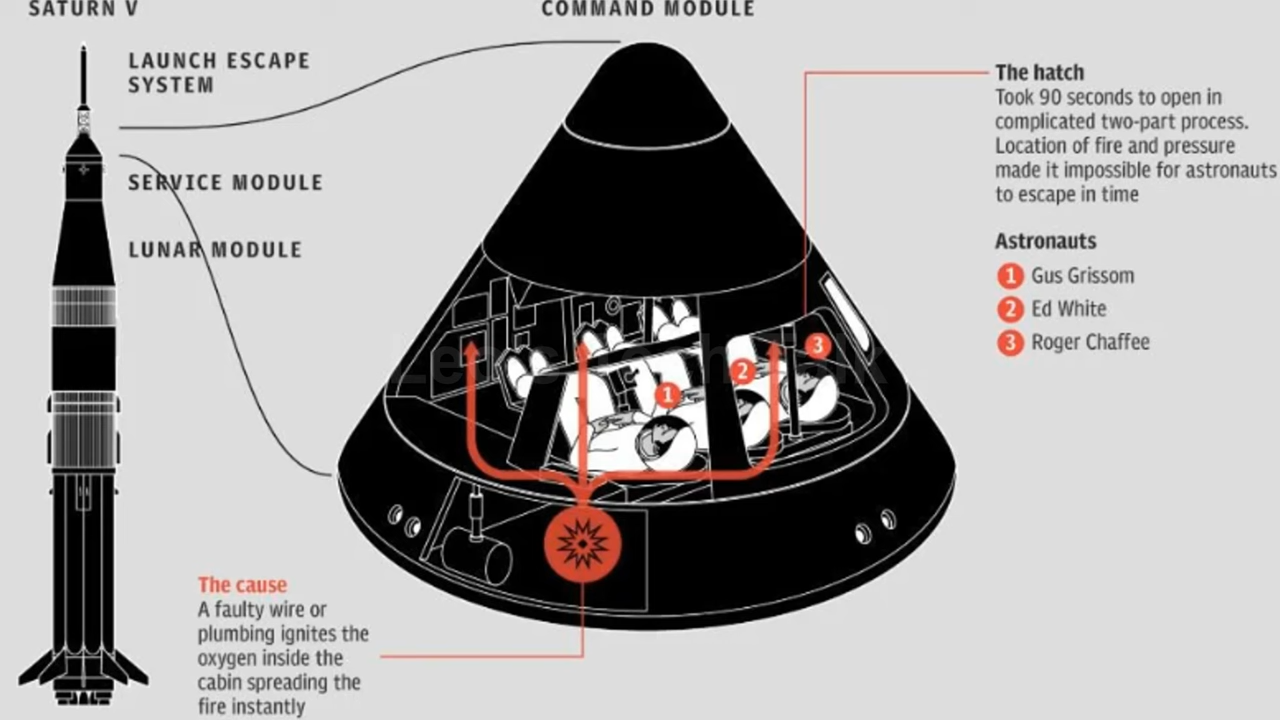 SATURN V
COMMAND MODULE
LAUNCH ESCAPE
SYSTEM
SERVICE MODULE
LUNAR MODULE
The hatch
Took 90 seconds to open in
complicated two-part process.
Location of fire and pressure
made it impossible for astronauts
to escape in time
Astronauts
1 Gus Grissom
2 Ed White
3 Roger Chaffee
3
2
1
The cause
A faulty wire or
plumbing ignites the
oxygen inside the
cabin spreading the
fire instantly